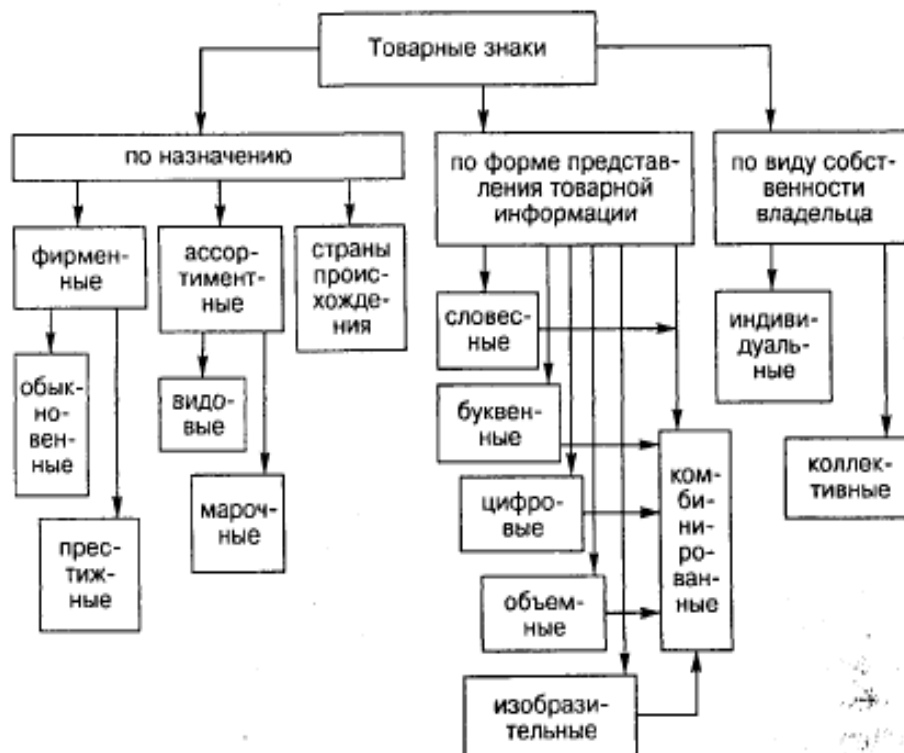 Товарные знаки
по назначению
по форме представ-
ления товарной
информации
по виду собст-
венности
владельца
фирмен-
ные
ассор-
тимент-
ные
страны
проис-
хожде-
ния
словес-
ные
индиви-
дуаль-
ные
обык-
но-
вен-
ные
видо-
вые
буквен-
ные
ком-
би-
ни-
ро-
ван-
ные
коллек-
тивные
прес-
тиж-
ные
мароч-
ные
цифро-
вые
объем-
ные
изобрази-
тельные